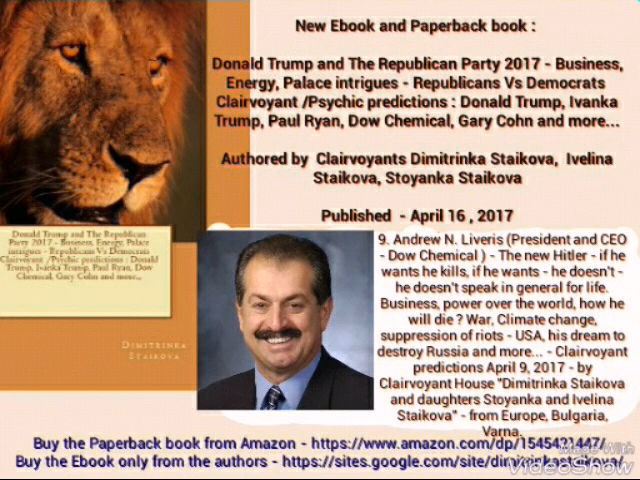 New Ebook and Paperback book :
Donald Trump and The Republican Party 2017 - Business,
Energy, Palace intrigues - Republicans Vs Democrats
Clairvoyant /Psychic predictions : Donald Trump, Ivanka
Trump, Paul Ryan, Dow Chemical, Gary Cohn and more...
Authored by Clairvoyants Dimitrinka Staikova, Ivelina
Staikova, Stoyanka Staikova
Published - April 16 , 2017
Donald Trump and The Republican
Party 2017 - Business, Energy, Palace
intrigues - Republicans Vs Democrats
Clairvoyant /Psychic predictions : Donald
Trump, Ivanka Trump, Paul Ryan, Dow
Chemical, Gary Cohn and more...
DIMITRINKA
STAIKOVA
9. Andrew N. Liveris (President and CEO
- Dow Chemical ) - The new Hitler - if he
wants he kills, if he wants - he doesn't -
he doesn't speak in general for life.
Business, power over the world, how he
will die ? War, Climate change,
suppression of riots - USA, his dream to
destroy Russia and more... - Clairvoyant
predictions April 9, 2017 - by
Clairvoyant House "Dimitrinka Staikova
and daughters Stoyanka and Ivelina
Staikova" - from Europe, Bulgaria,
Varna.
Buy the Paperback book from Amazon - https://www.amazon.com/dp/1545421447/
Buy the Ebook only from the authors - https://sites.google.com/site/dimitrinkastaikova/
Made With
VideoShow